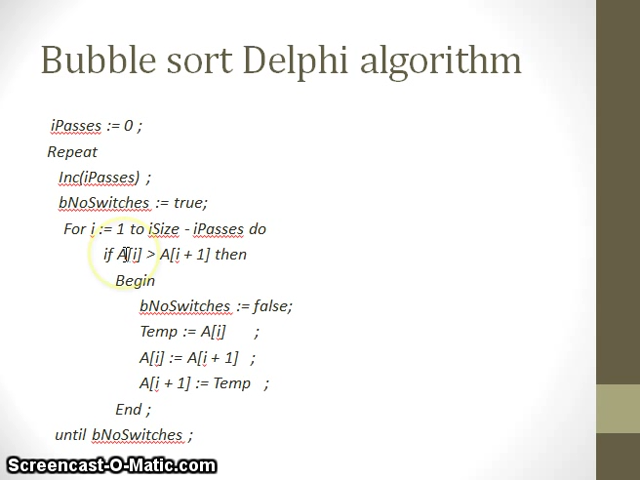 Bubble sort Delphi algorithm
iPasses := 0 ;
Repeat
Inc(iPasses) ;
bNoSwitches := true;
For i := 1 to iSize - iPasses do
if A[i] > A[i + 1] then
Begin
bNoSwitches := false;
Temp := A[i] ;
A[i] := A[i + 1] ;
A[i + 1] := Temp ;
End ;
until bNoSwitches ;
Screencast-O-Matic.com